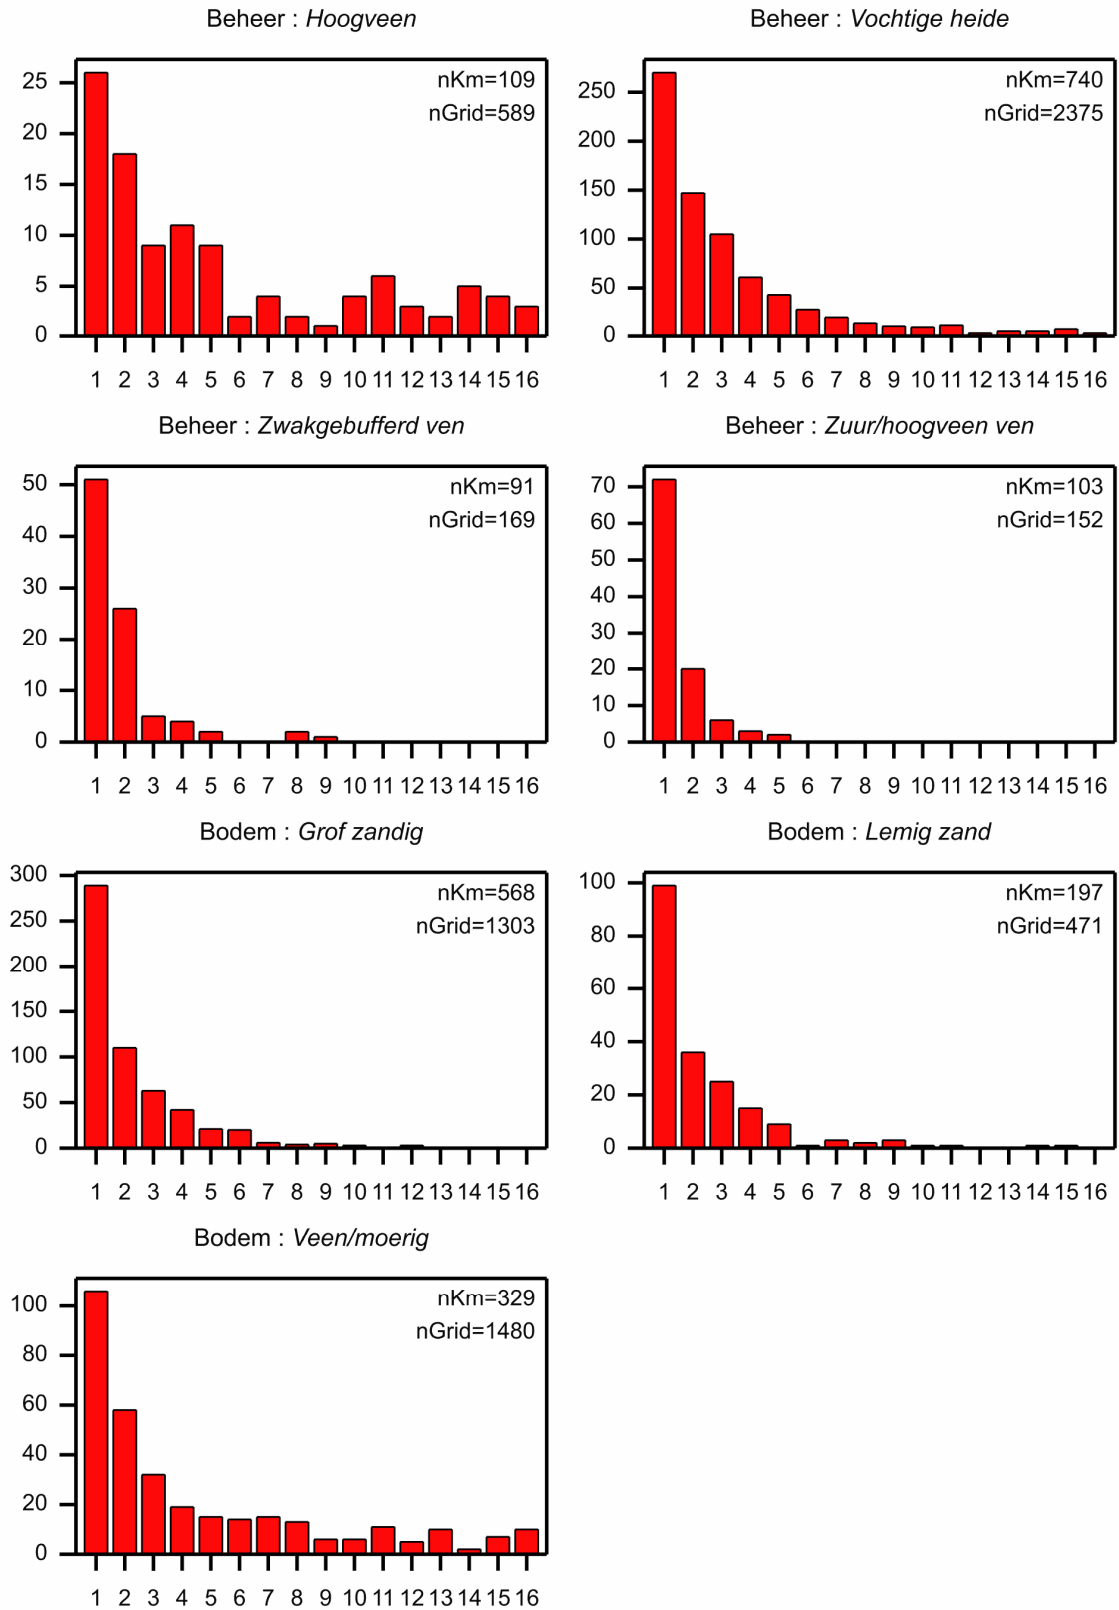 Beheer : Hoogveen
nKm=109
nGrid=589
25
20
15
10
5
0
1 2 3 4 5 6 7 8 9 10 11 12 13 14 15 16
Beheer : Vochtige heide
nKm=740
nGrid=2375
250
200
150
100
50
0
1 2 3 4 5 6 7 8 9 10 11 12 13 14 15 16
Beheer : Zwakgebufferd ven
nKm=91
nGrid=169
50
40
30
20
10
0
1 2 3 4 5 6 7 8 9 10 11 12 13 14 15 16
Beheer : Zuur/hoogveen ven
nKm=103
nGrid=152
70
60
50
40
30
20
10
0
1 2 3 4 5 6 7 8 9 10 11 12 13 14 15 16
Bodem : Grof zandig
nKm=568
nGrid=1303
300
250
200
150
100
50
0
1 2 3 4 5 6 7 8 9 10 11 12 13 14 15 16
Bodem : Lemig zand
nKm=197
nGrid=471
100
80
60
40
20
0
1 2 3 4 5 6 7 8 9 10 11 12 13 14 15 16
Bodem : Veen/moerig
nKm=329
nGrid=1480
100
80
60
40
20
0
1 2 3 4 5 6 7 8 9 10 11 12 13 14 15 16